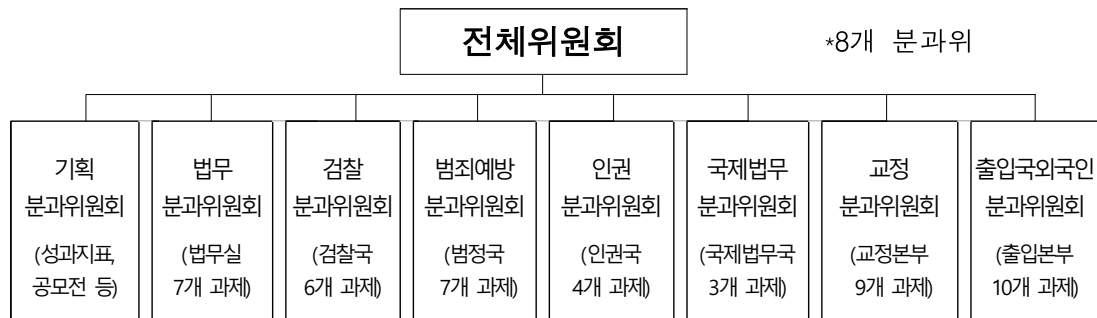 전체위원회
*8개 분과위
기획
분과위원회
(성과지표,
공모전 등)
법무
분과위원회
(법무실
7개 과제)
검찰
분과위원회
(검찰국
6개 과제)
범죄예방
분과위원회
(범정국
7개 과제)
인권
분과위원회
(인권국
4개 과제)
국제법무
분과위원회
(국제법무국
3개 과제)
교정
분과위원회
(교정본부
9개 과제)
출입국외국인
분과위원회
(출입본부
10개 과제)